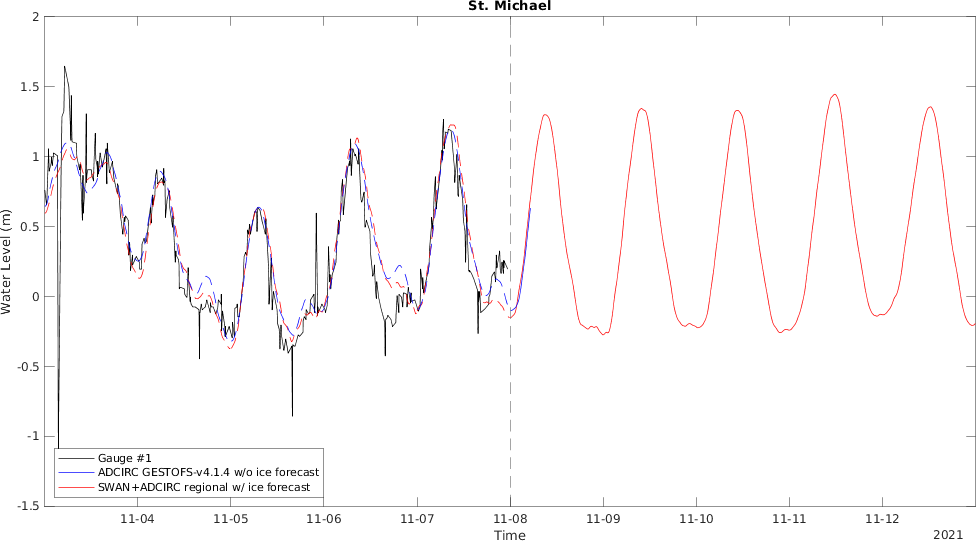 St. Michael
2
1.5
1
0.5
0
-0.5
-1
-1.5
Water Level (m)
Gauge #1
ADCIRC GESTOFS-v4.1.4 w/o ice forecast
SWAN+ADCIRC regional w/ ice forecast
11-04 11-05 11-06 11-07 11-08 11-09 11-10 11-11 11-12
Time
2021